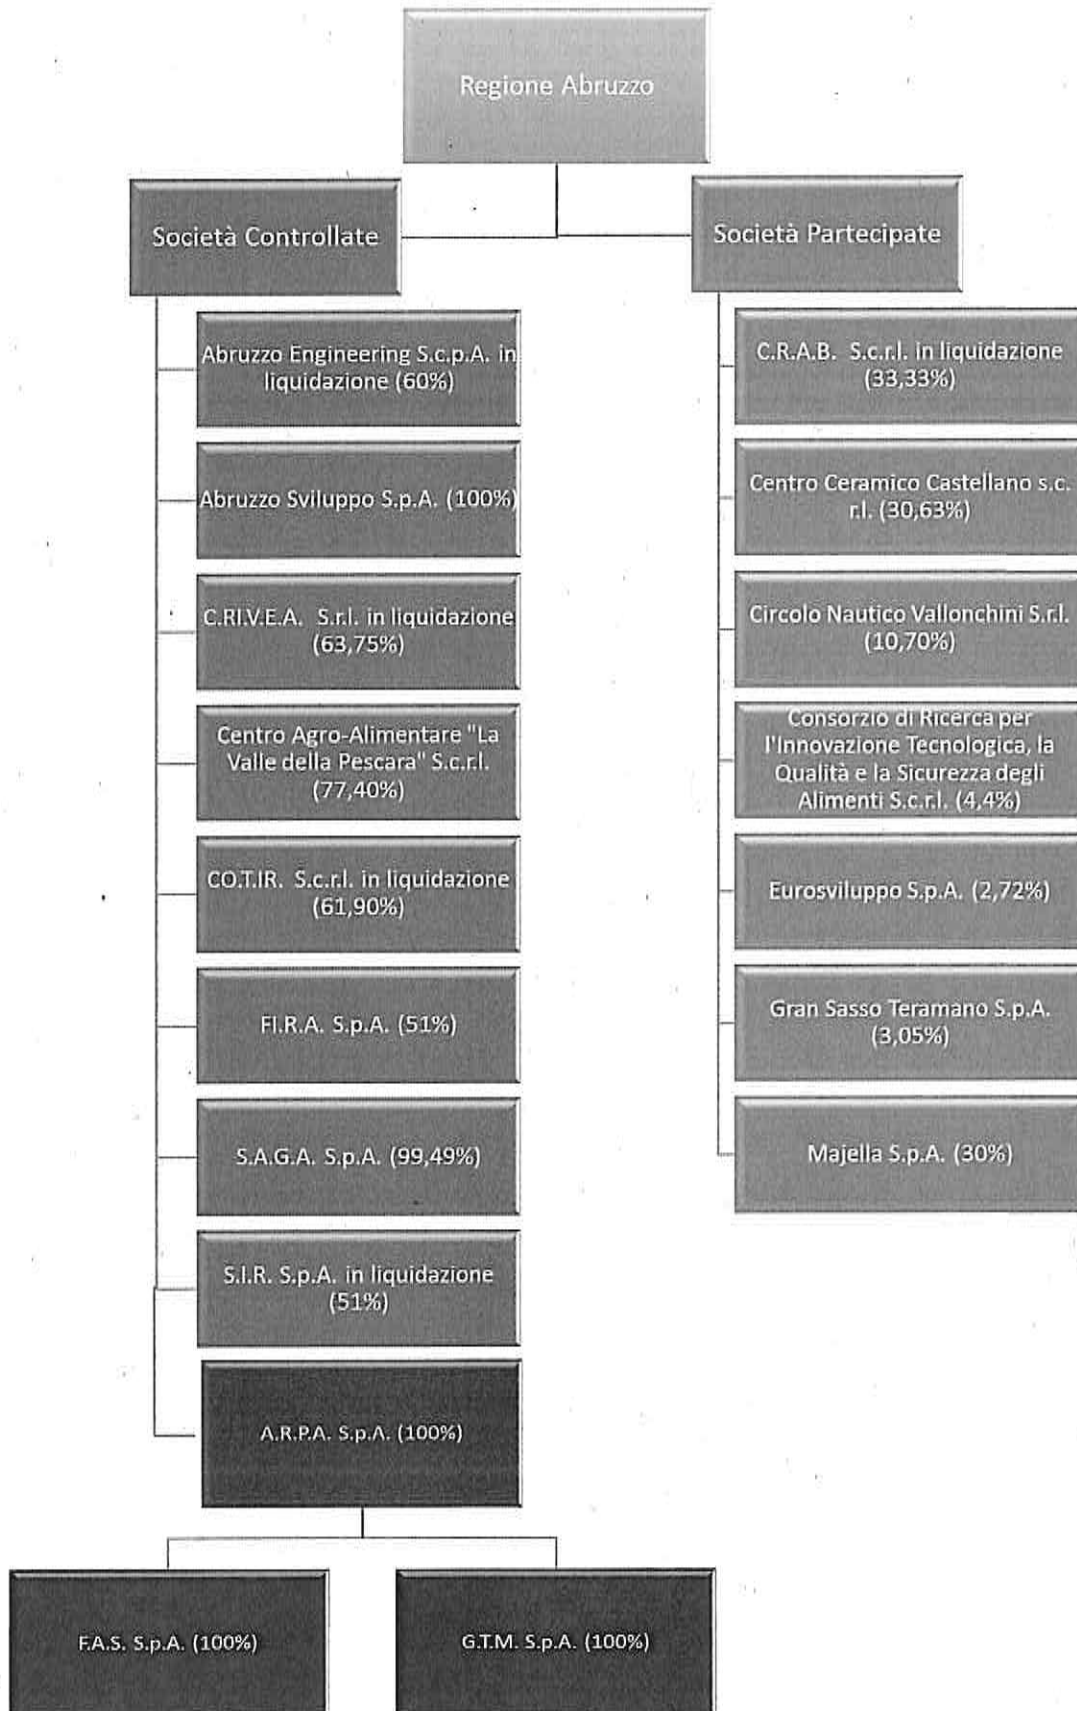 Regione Abruzzo
Società Controllate
Abruzzo Engineering S.c.p.A. in
liquidazione (60%)
Abruzzo Sviluppo S.p.A. (100%)
C.RI.V.E.A. S.r.l. in liquidazione
(63,75%)
Centro Agro-Alimentare "La
Valle della Pescara" S.c.r.l.
(77,40%)
CO.T.IR. S.c.r.l. in liquidazione
(61,90%)
FI.R.A. S.p.A. (51%)
S.A.G.A. S.p.A. (99,49%)
S.I.R. S.p.A. in liquidazione
(51%)
A.R.P.A. S.p.A. (100%)
F.A.S. S.p.A. (100%)
G.T.M. S.p.A. (100%)
Società Partecipate
C.R.A.B. S.c.r.l. in liquidazione
(33,33%)
Centro Ceramico Castellano s.c.
r.l. (30,63%)
Circolo Nautico Vallonchini S.r.l.
(10,70%)
Consorzio di Ricerca per
l'Innovazione Tecnologica, la
Qualità e la Sicurezza degli
Alimenti S.c.r.l. (4,4%)
Eurosviluppo S.p.A. (2,72%)
Gran Sasso Teramano S.p.A.
(3,05%)
Majella S.p.A. (30%)